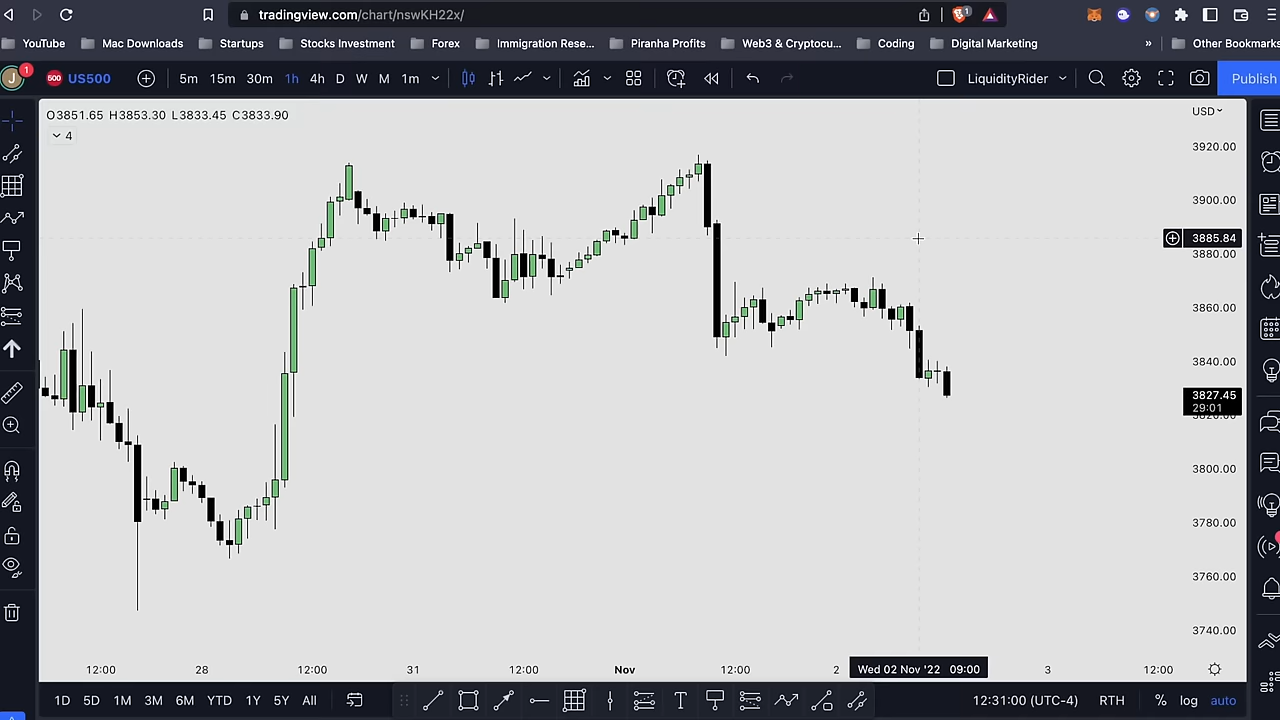 tradingview.com/chart/nswKH22x/
1
YouTube Mac Downloads Startups Stocks Investment Forex Immigration Rese... Piranha Profits Web3 & Cryptocu... Coding Digital Marketing » Other Bookmarks
J 1 500 US500 5m 15m 30m 1h 4h D W M 1m LiquidityRider Publish
O3851.65 H3853.30 L3833.45 C3833.90
4
USD
3920.00
3900.00
3885.84
3880.00
3860.00
3840.00
3827.45
29:01
3820.00
3800.00
3780.00
3760.00
3740.00
12:00 28 12:00 31 12:00 Nov 12:00 2 Wed 02 Nov '22 09:00 3 12:00
1D 5D 1M 3M 6M YTD 1Y 5Y All T 12:31:00 (UTC-4) RTH % log auto